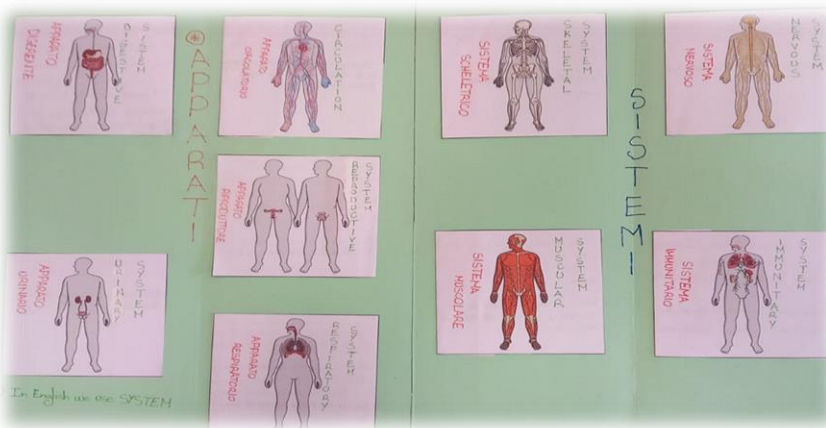 APPARATO
DIGERENTE
DIGESTIVE
SYSTEM
APPARATO
URINARIO
URINARY
SYSTEM
In English we use SYSTEM
APPARATI
APPARATO
CIRCOLATORIO
CIRCULATION
APPARATO
RIPRODUTTORE
REPRODUCTIVE
SYSTEM
APPARATO
RESPIRATORIO
RESPIRATORY
SYSTEM
SISTEMA
SCHELETRICO
SKELETAL
SYSTEM
SISTEMA
MUSCOLARE
MUSCULAR
SYSTEM
SISTEMI
SISTEMA
NERVOSO
NERVOUS
SYSTEM
SISTEMA
IMMUNITARIO
IMMUNITARY
SYSTEM